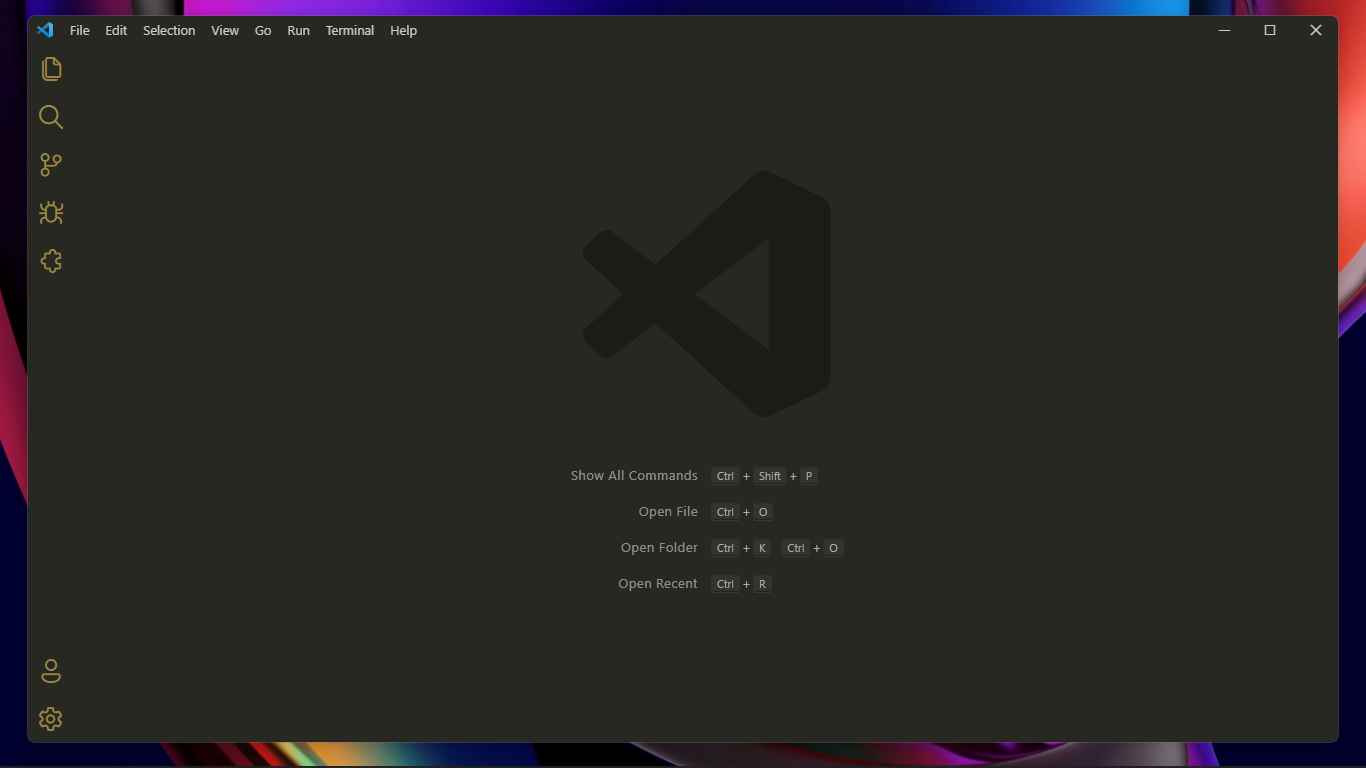 File Edit Selection View Go Run Terminal Help
Show All Commands Ctrl + Shift + P
Open File Ctrl + O
Open Folder Ctrl + K Ctrl + O
Open Recent Ctrl + R